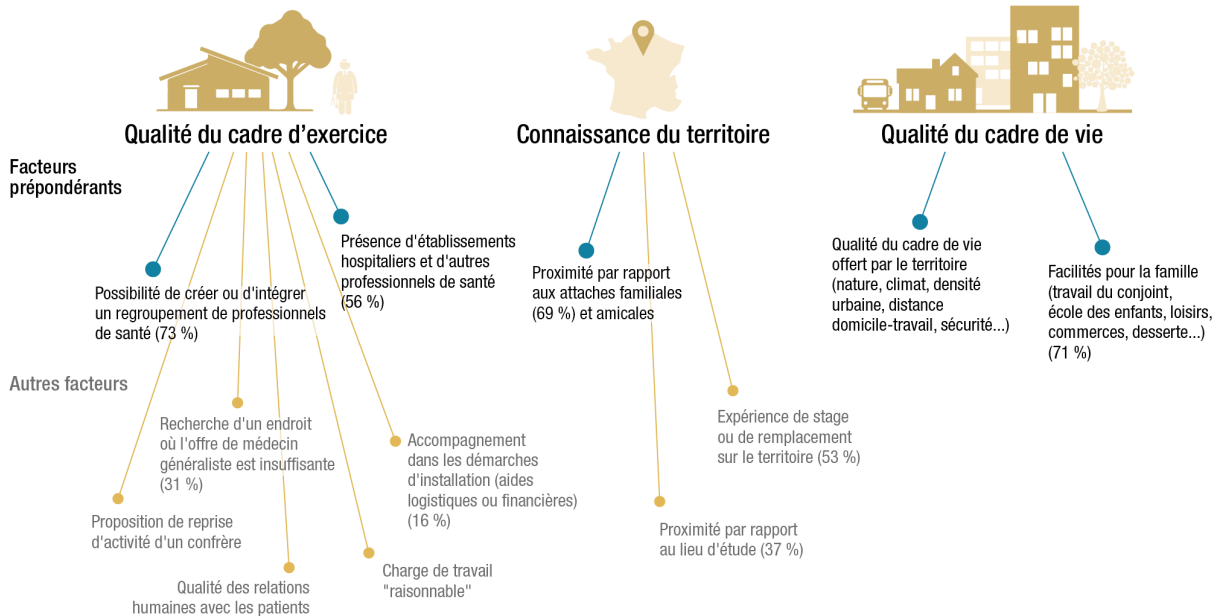 Qualité du cadre d'exercice
Connaissance du territoire
Qualité du cadre de vie
Facteurs
prépondérants
Possibilité de créer ou d'intégrer
un regroupement de professionnels
de santé (73 %)
Présence d'établissements
hospitaliers et d'autres
professionnels de santé
(56 %)
Proximité par rapport
aux attaches familiales
(69 %) et amicales
Qualité du cadre de vie
offert par le territoire
(nature, climat, densité
urbaine, distance
domicile-travail, sécurité...)
Facilités pour la famille
(travail du conjoint,
école des enfants, loisirs,
commerces, desserte...)
(71 %)
Autres facteurs
Proposition de reprise
d'activité d'un confrère
Recherche d'un endroit
où l'offre de médecin
généraliste est insuffisante
(31 %)
Qualité des relations
humaines avec les patients
Charge de travail
"raisonnable"
Accompagnement
dans les démarches
d'installation (aides
logistiques ou financières)
(16 %)
Proximité par rapport
au lieu d'étude (37 %)
Expérience de stage
ou de remplacement
sur le territoire (53 %)